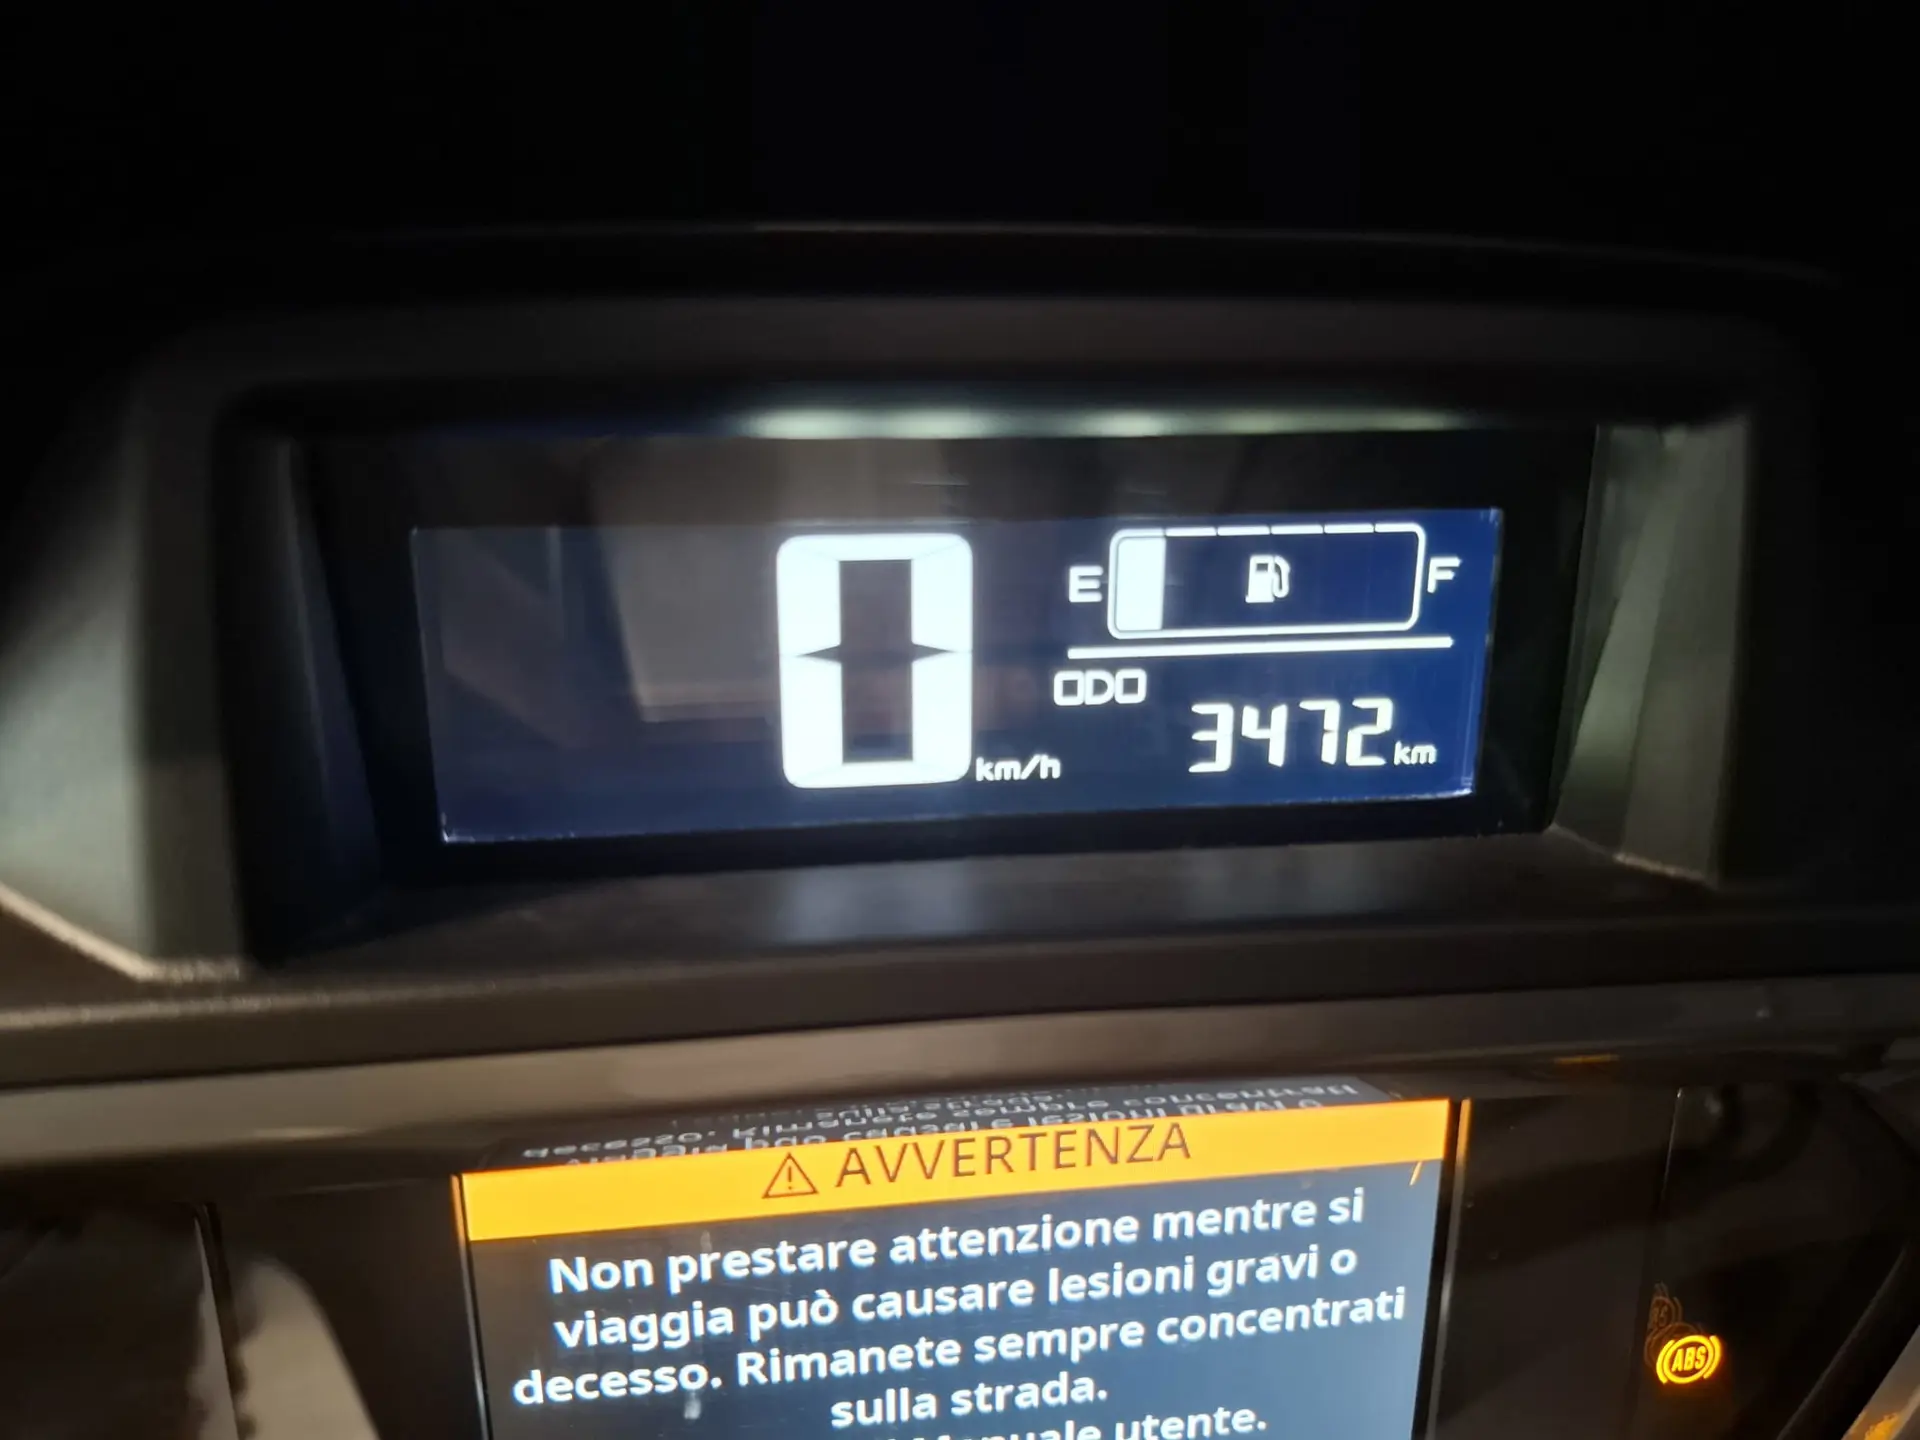 E F
ODO
0 km/h 3472 km
⚠ AVVERTENZA
Non prestare attenzione mentre si
viaggia può causare lesioni gravi o
decesso. Rimanete sempre concentrati
sulla strada.
utente.
ABS